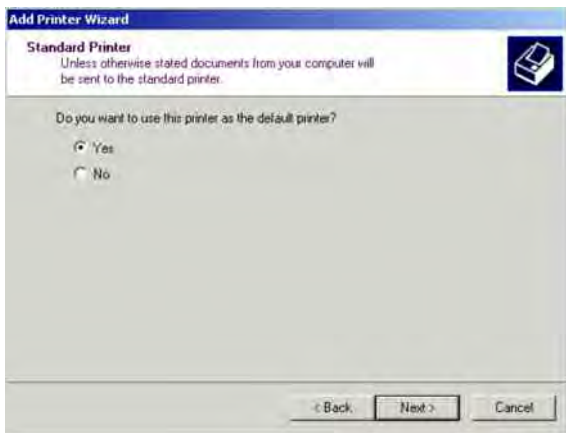 Add Printer Wizard
Standard Printer
Unless otherwise stated documents from your computer will
be sent to the standard printer.
Do you want to use this printer as the default printer?
Yes
No
< Back
Next >
Cancel